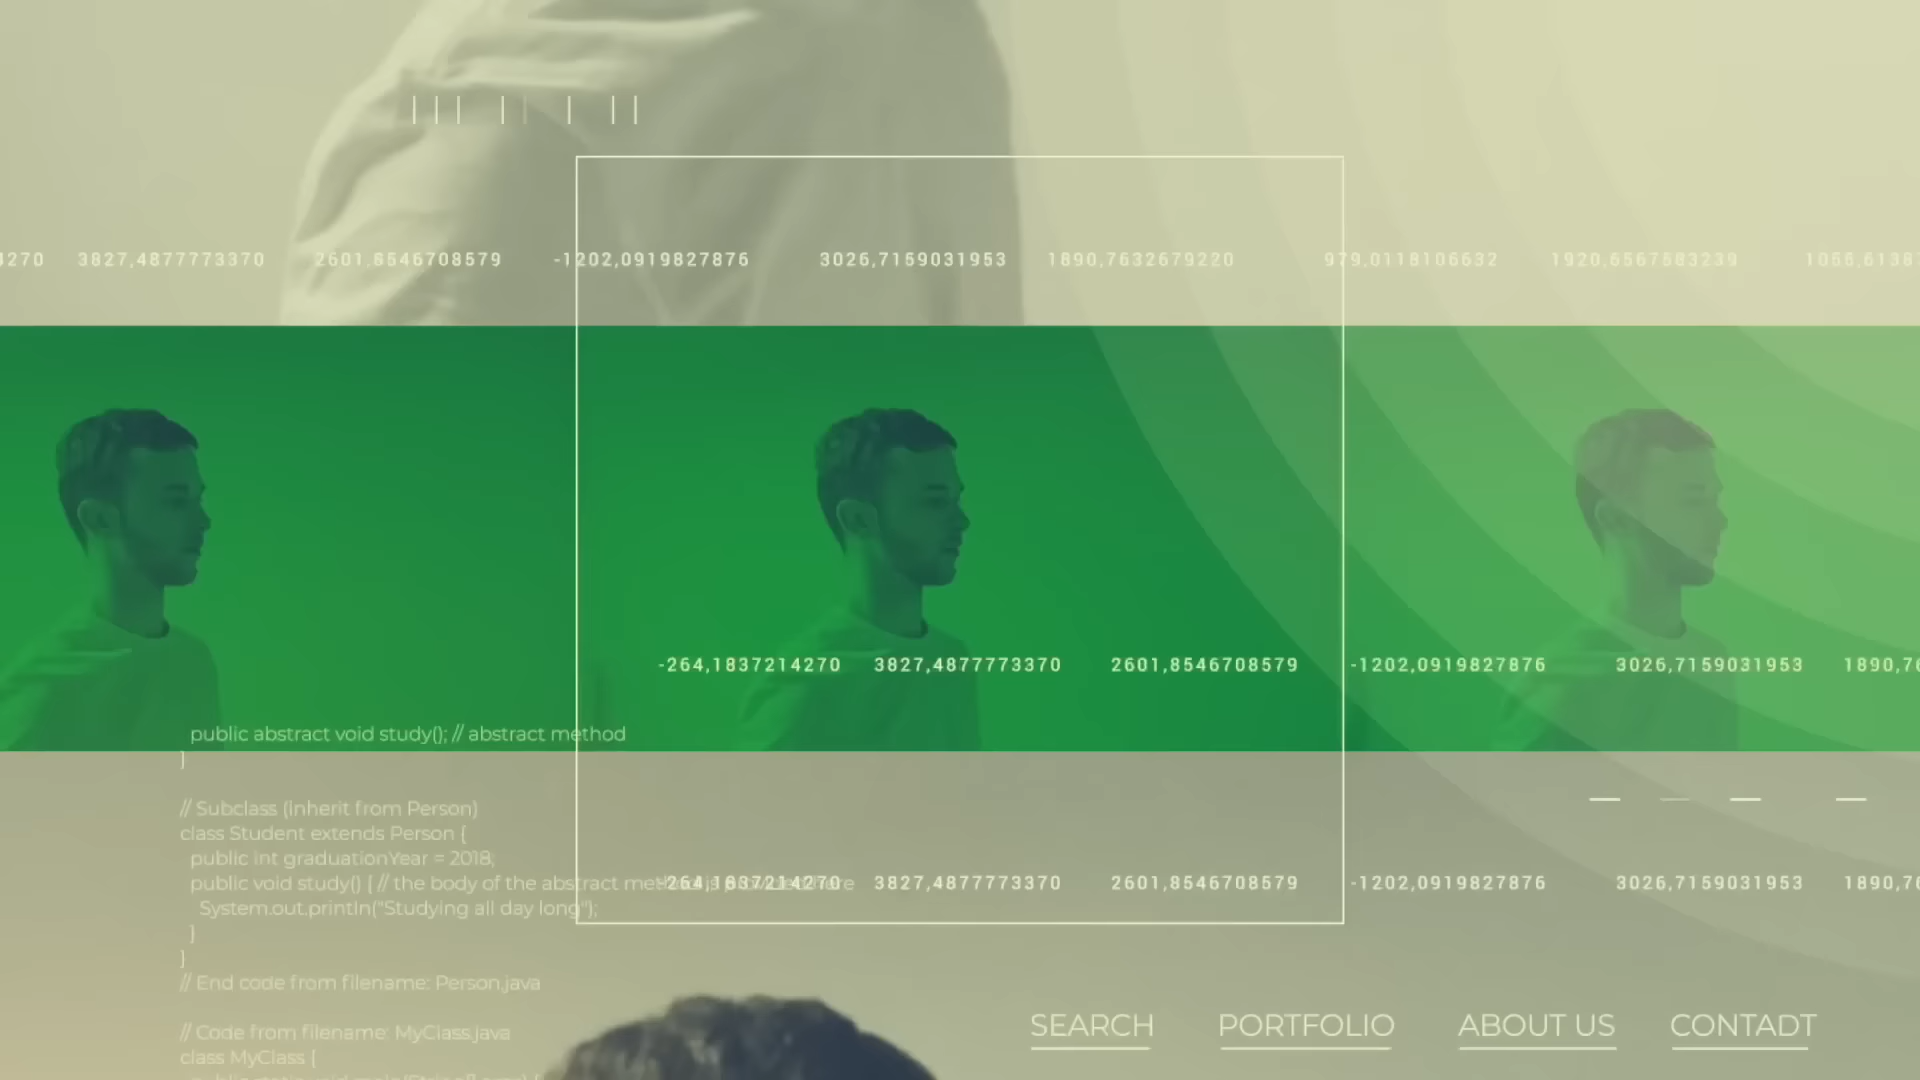 4270 3827,4877773370 2601,8546708579 -1202,0919827876 3026,7159031953 1890,7632679220 979,0118106632 1920,6567683239 1055,6138
-264,1837214270 3827,4877773370 2601,8546708579 -1202,0919827876 3026,7159031953 1890,76
public abstract void study(); // abstract method
}
// Subclass (inherit from Person)
class Student extends Person {
public int graduationYear = 2018;
public void study() { // the body of the abstract method is provided here
-264,1837214270 3827,4877773370 2601,8546708579 -1202,0919827876 3026,7159031953 1890,76
System.out.println("Studying all day long");
}
}
// End code from filename: Person.java
// Code from filename: MyClass.java
class MyClass {
SEARCH PORTFOLIO ABOUT US CONTADT